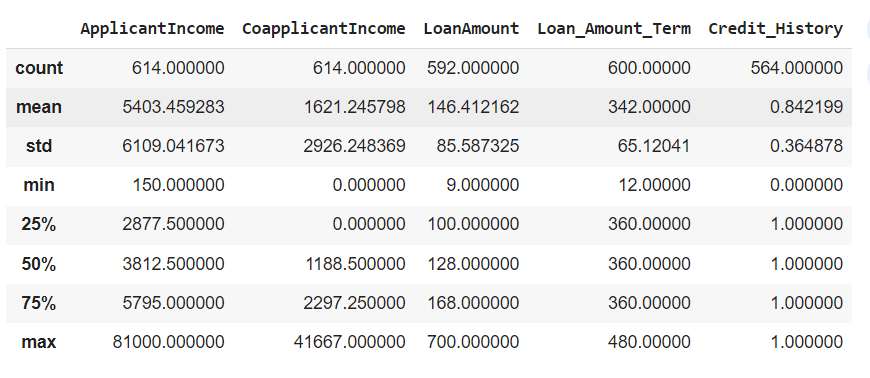 ApplicantIncome CoapplicantIncome LoanAmount Loan_Amount_Term Credit_History
count 614.000000 614.000000 592.000000 600.00000 564.000000
mean 5403.459283 1621.245798 146.412162 342.00000 0.842199
std 6109.041673 2926.248369 85.587325 65.12041 0.364878
min 150.000000 0.000000 9.000000 12.00000 0.000000
25% 2877.500000 0.000000 100.000000 360.00000 1.000000
50% 3812.500000 1188.500000 128.000000 360.00000 1.000000
75% 5795.000000 2297.250000 168.000000 360.00000 1.000000
max 81000.000000 41667.000000 700.000000 480.00000 1.000000